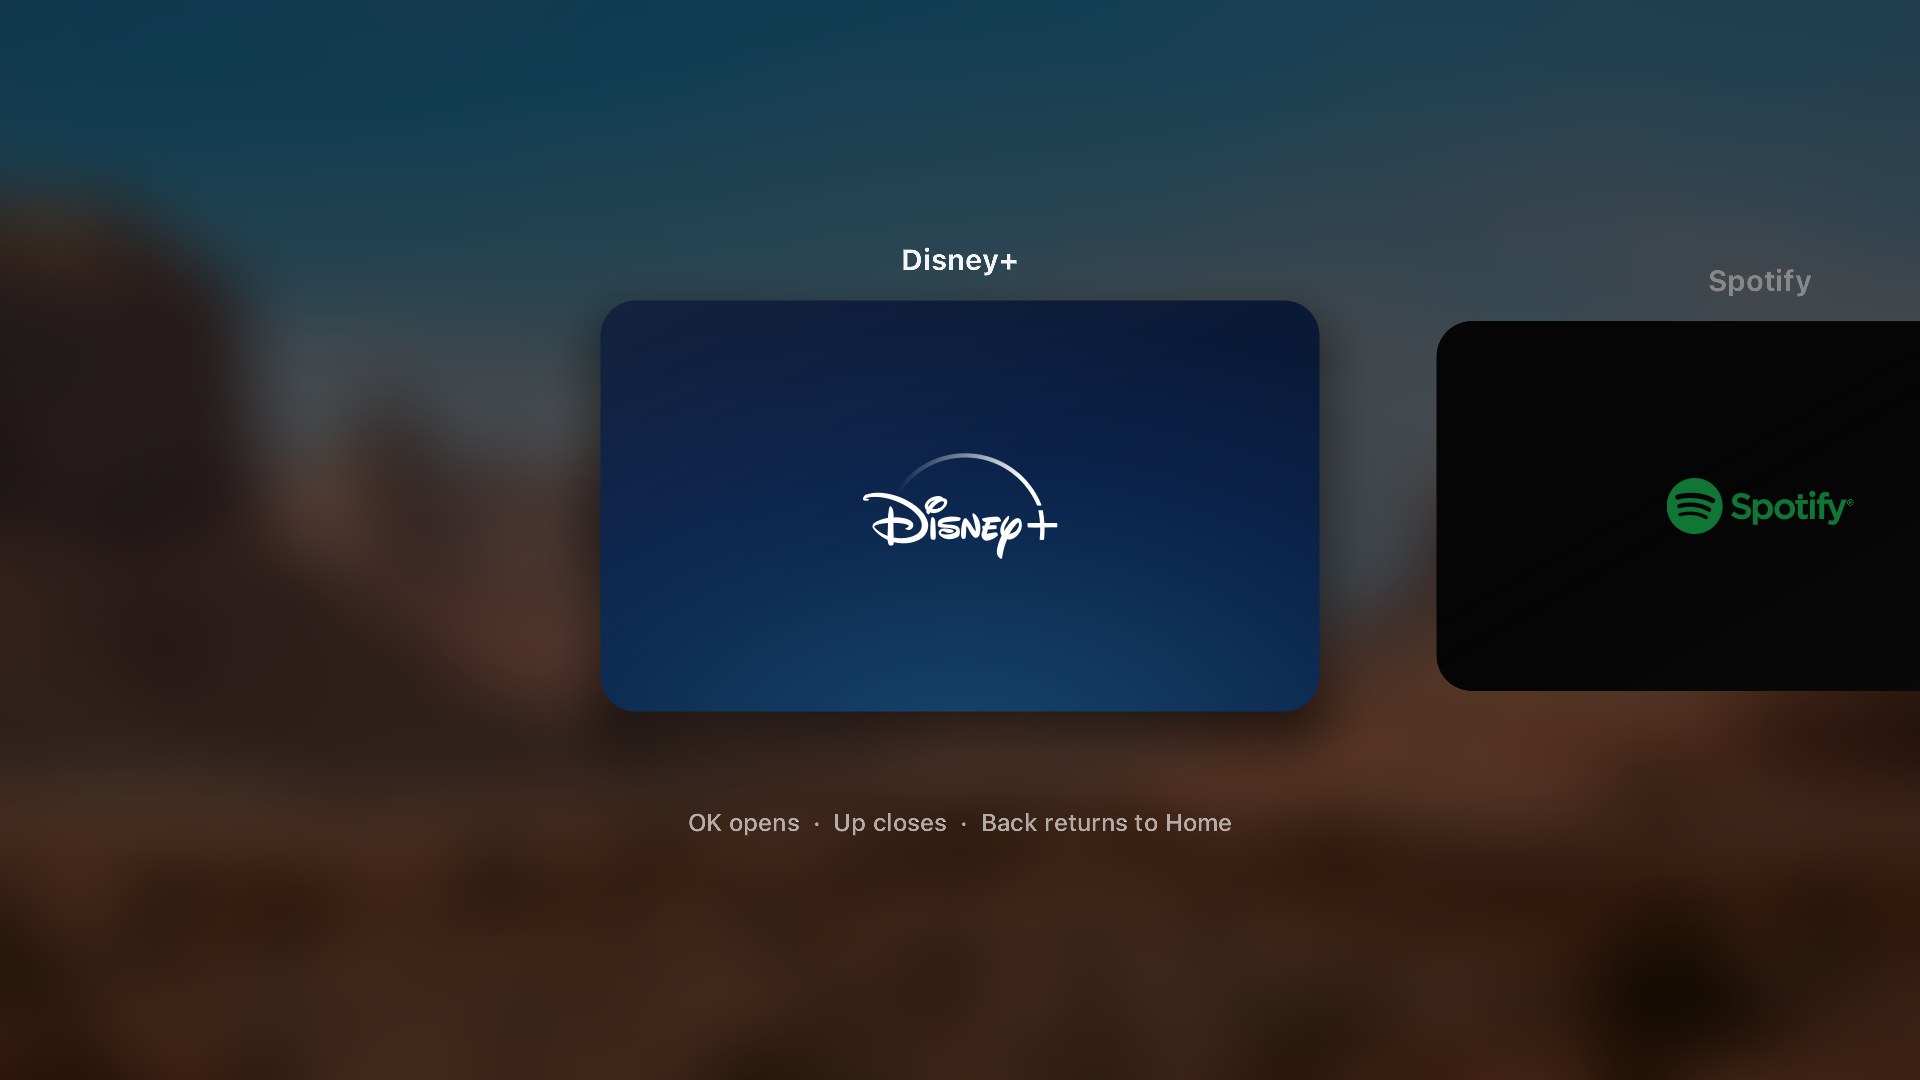 Disney+
Spotify
Disney+
Spotify®
OK opens · Up closes · Back returns to Home